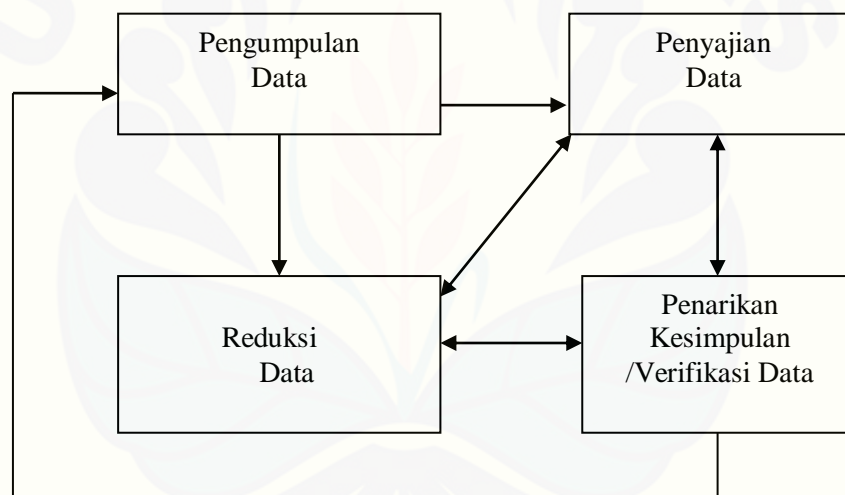 Pengumpulan
Data
Penyajian
Data
Reduksi
Data
Penarikan
Kesimpulan
/Verifikasi Data